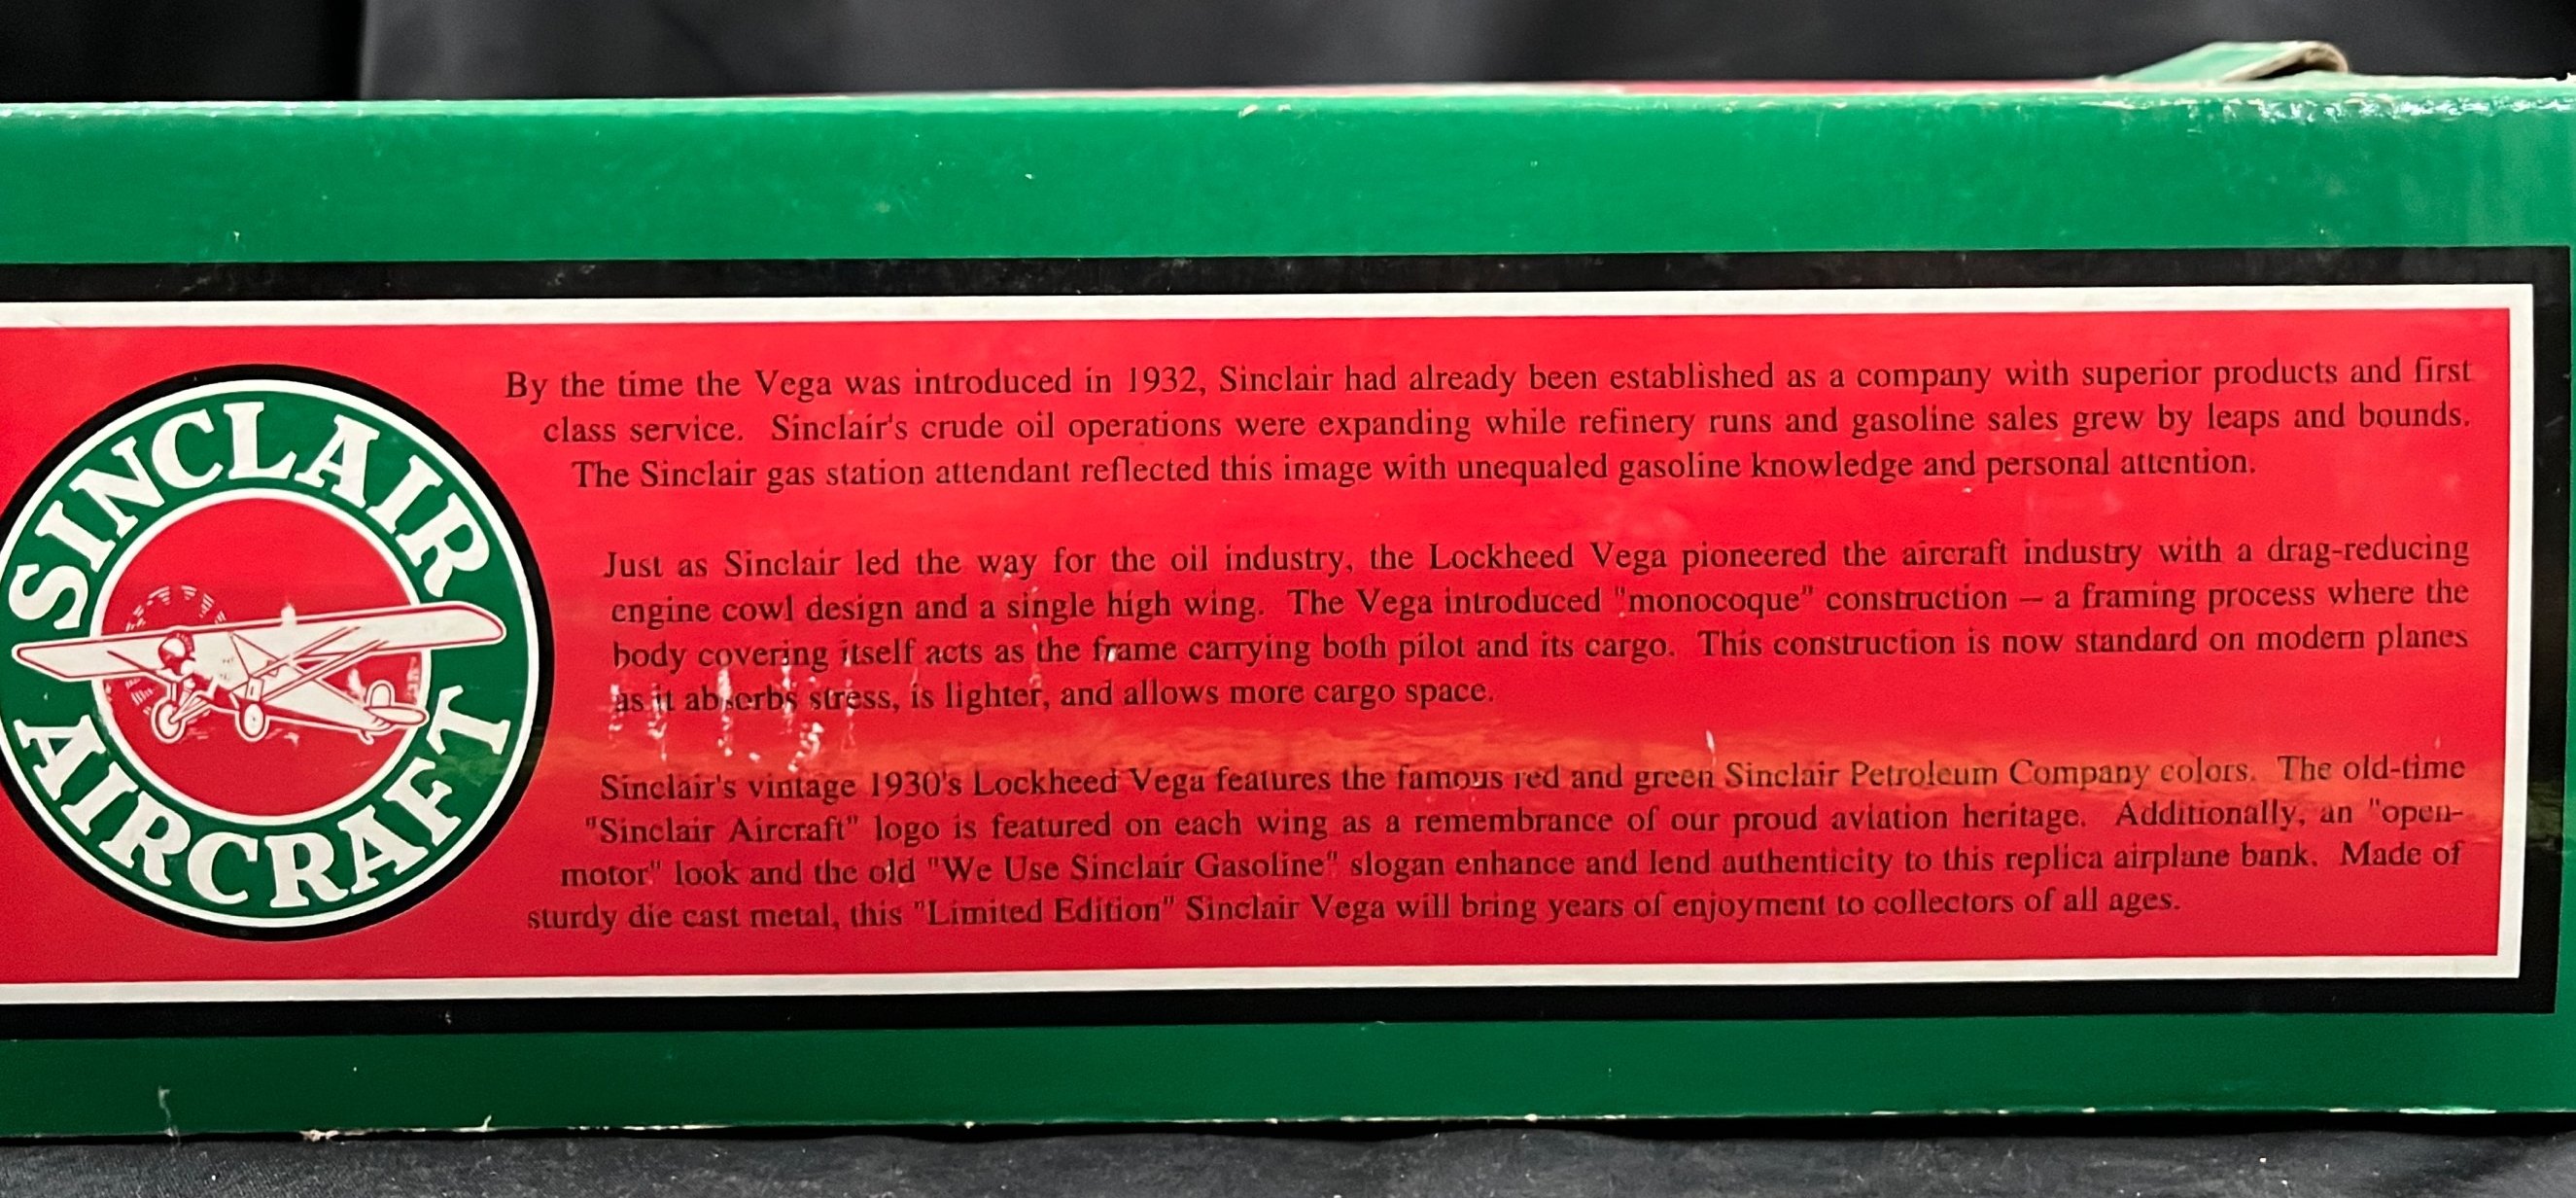 SINCLAIR
AIRCRAFT
By the time the Vega was introduced in 1932, Sinclair had already been established as a company with superior products and first
class service. Sinclair's crude oil operations were expanding while refinery runs and gasoline sales grew by leaps and bounds.
The Sinclair gas station attendant reflected this image with unequaled gasoline knowledge and personal attention.
Just as Sinclair led the way for the oil industry, the Lockheed Vega pioneered the aircraft industry with a drag-reducing
engine cowl design and a single high wing. The Vega introduced "monocoque" construction — a framing process where the
body covering itself acts as the frame carrying both pilot and its cargo. This construction is now standard on modern planes
as it absorbs stress, is lighter, and allows more cargo space.
Sinclair's vintage 1930's Lockheed Vega features the famous red and green Sinclair Petroleum Company colors. The old-time
"Sinclair Aircraft" logo is featured on each wing as a remembrance of our proud aviation heritage. Additionally, an "open-
motor" look and the old "We Use Sinclair Gasoline" slogan enhance and lend authenticity to this replica airplane bank. Made of
sturdy die cast metal, this "Limited Edition" Sinclair Vega will bring years of enjoyment to collectors of all ages.